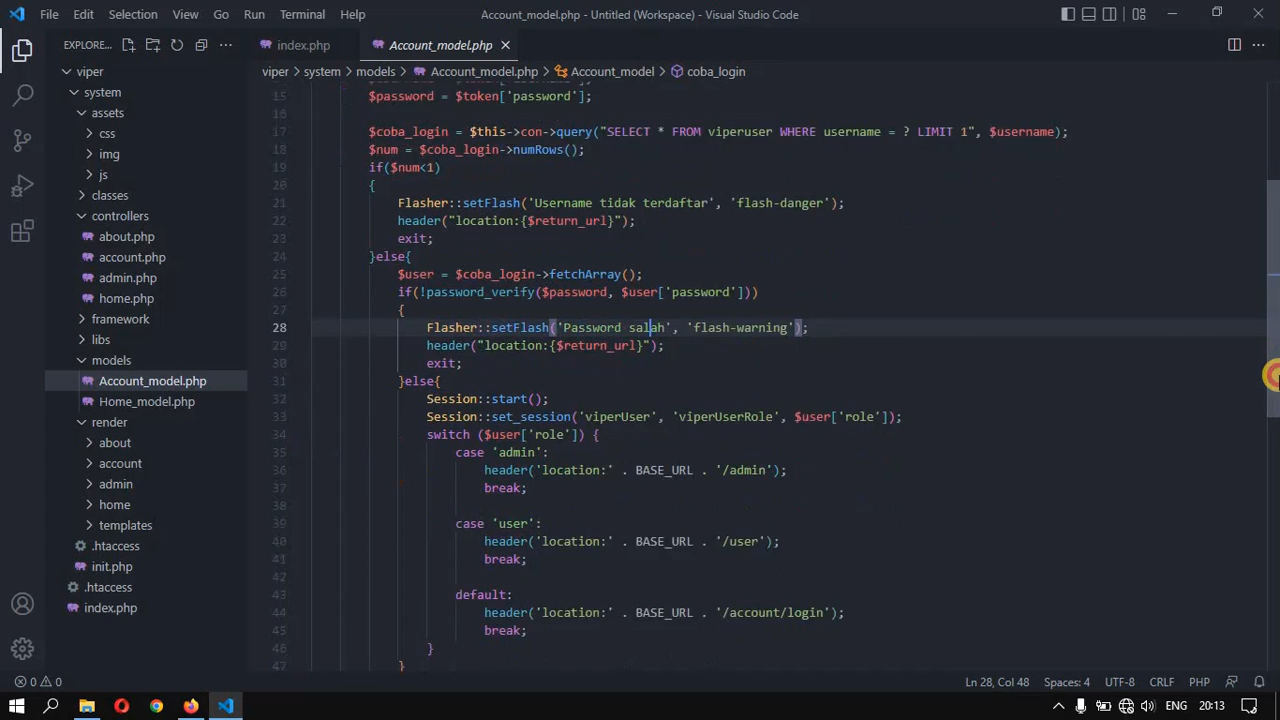 File Edit Selection View Go Run Terminal Help Account_model.php - Untitled (Workspace) - Visual Studio Code
EXPLORE... index.php Account_model.php
viper > system > models > Account_model.php > Account_model > coba_login
viper
system
assets
css
img
js
classes
controllers
about.php
account.php
admin.php
home.php
framework
libs
models
Account_model.php
Home_model.php
render
about
account
admin
home
templates
.htaccess
init.php
.htaccess
index.php
15 $password = $token['password'];
16
17 $coba_login = $this->con->query("SELECT * FROM viperuser WHERE username = ? LIMIT 1", $username);
18 $num = $coba_login->numRows();
19 if($num<1)
20 {
21 Flasher::setFlash('Username tidak terdaftar', 'flash-danger');
22 header("location:{$return_url}");
23 exit;
24 }else{
25 $user = $coba_login->fetchArray();
26 if(!password_verify($password, $user['password']))
27 {
28 Flasher::setFlash('Password salah', 'flash-warning');
29 header("location:{$return_url}");
30 exit;
31 }else{
32 Session::start();
33 Session::set_session('viperUser', 'viperUserRole', $user['role']);
34 switch ($user['role']) {
35 case 'admin':
36 header('location:' . BASE_URL . '/admin');
37 break;
38
39 case 'user':
40 header('location:' . BASE_URL . '/user');
41 break;
42
43 default:
44 header('location:' . BASE_URL . '/account/login');
45 break;
46 }
47 }
0 0 Ln 28, Col 48 Spaces: 4 UTF-8 CRLF PHP
ENG 20:13